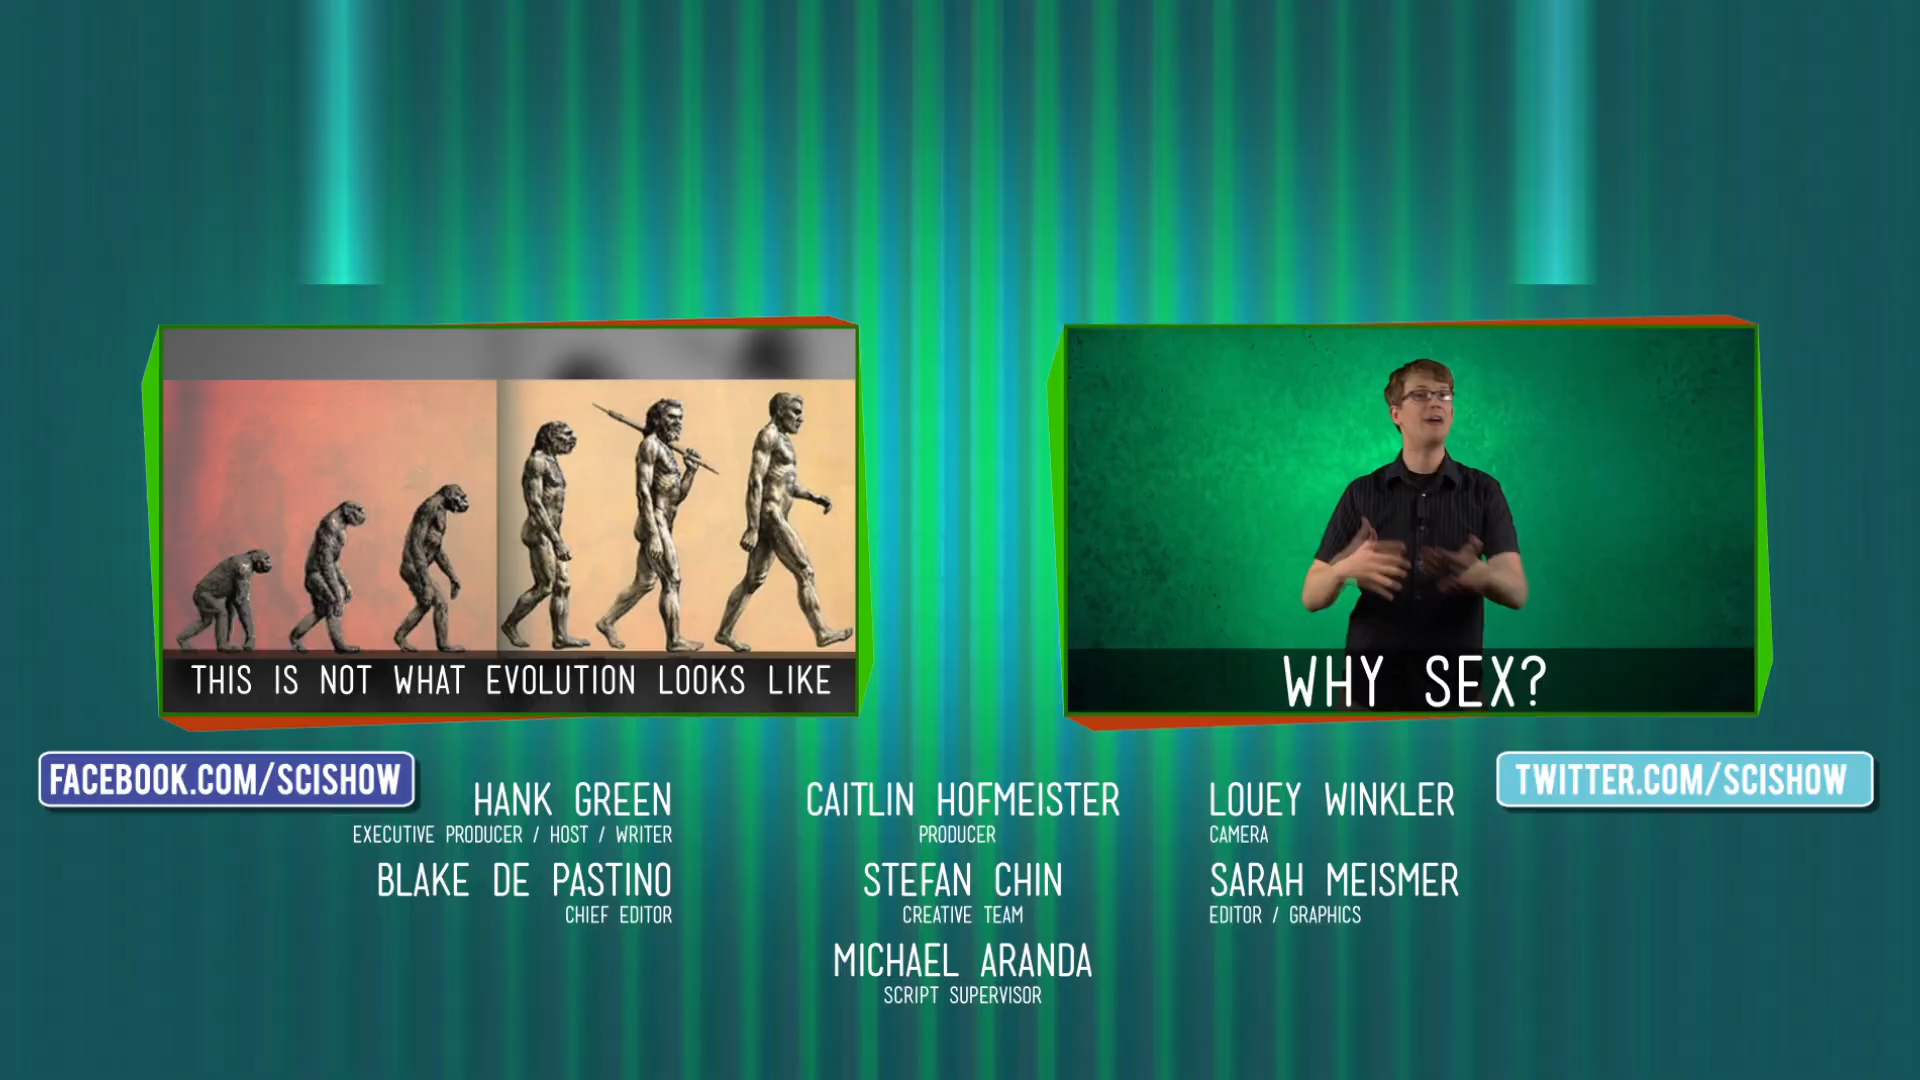 THIS IS NOT WHAT EVOLUTION LOOKS LIKE
WHY SEX?
FACEBOOK.COM/SCISHOW
TWITTER.COM/SCISHOW
HANK GREEN
EXECUTIVE PRODUCER / HOST / WRITER
BLAKE DE PASTINO
CHIEF EDITOR
CAITLIN HOFMEISTER
PRODUCER
STEFAN CHIN
CREATIVE TEAM
MICHAEL ARANDA
SCRIPT SUPERVISOR
LOUEY WINKLER
CAMERA
SARAH MEISMER
EDITOR / GRAPHICS